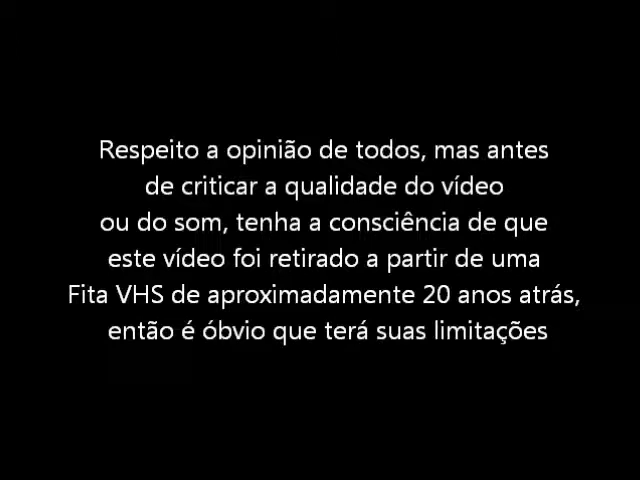 Respeito a opinião de todos, mas antes
de criticar a qualidade do vídeo
ou do som, tenha a consciência de que
este vídeo foi retirado a partir de uma
Fita VHS de aproximadamente 20 anos atrás,
então é óbvio que terá suas limitações